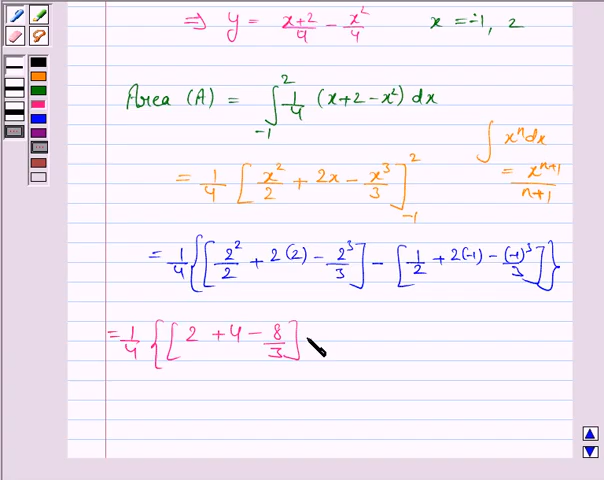 ⇒ y = (x+2)/4 − x²/4    x = −1, 2
Area (A) = ∫₋₁² 1/4 (x+2−x²) dx
∫ xⁿ dx
= xⁿ⁺¹/(n+1)
= 1/4 [x²/2 + 2x − x³/3]₋₁²
= 1/4 {[2²/2 + 2(2) − 2³/3] − [1/2 + 2(−1) − (−1)³/3]}
= 1/4 {[2 + 4 − 8/3]